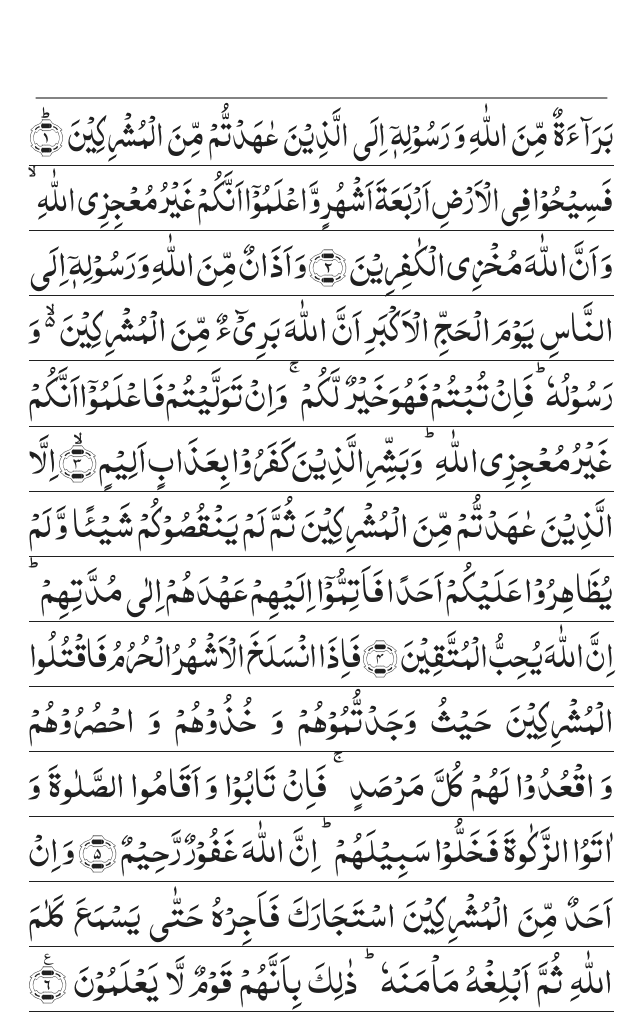 بَرَآءَةٌ مِّنَ اللّٰهِ وَ رَسُوْلِهٖۤ اِلَى الَّذِيْنَ عٰهَدْتُّمْ مِّنَ الْمُشْرِكِيْنَ ؕ۝۱
فَسِيْحُوْا فِى الْاَرْضِ اَرْبَعَةَ اَشْهُرٍ وَّ اعْلَمُوْۤا اَنَّكُمْ غَيْرُ مُعْجِزِى اللّٰهِ ۙ
وَ اَنَّ اللّٰهَ مُخْزِى الْكٰفِرِيْنَ ۝۲ وَ اَذَانٌ مِّنَ اللّٰهِ وَ رَسُوْلِهٖۤ اِلَى
النَّاسِ يَوْمَ الْحَجِّ الْاَكْبَرِ اَنَّ اللّٰهَ بَرِىْٓءٌ مِّنَ الْمُشْرِكِيْنَ ۙ۬ وَ
رَسُوْلُهٗ ؕ فَاِنْ تُبْتُمْ فَهُوَ خَيْرٌ لَّكُمْ ۚ وَ اِنْ تَوَلَّيْتُمْ فَاعْلَمُوْۤا اَنَّكُمْ
غَيْرُ مُعْجِزِى اللّٰهِ ؕ وَ بَشِّرِ الَّذِيْنَ كَفَرُوْا بِعَذَابٍ اَلِيْمٍ ۙ۝۳ اِلَّا
الَّذِيْنَ عٰهَدْتُّمْ مِّنَ الْمُشْرِكِيْنَ ثُمَّ لَمْ يَنْقُصُوْكُمْ شَيْـًٔا وَّ لَمْ
يُظَاهِرُوْا عَلَيْكُمْ اَحَدًا فَاَتِمُّوْۤا اِلَيْهِمْ عَهْدَهُمْ اِلٰى مُدَّتِهِمْ ؕ
اِنَّ اللّٰهَ يُحِبُّ الْمُتَّقِيْنَ ۝۴ فَاِذَا انْسَلَخَ الْاَشْهُرُ الْحُرُمُ فَاقْتُلُوا
الْمُشْرِكِيْنَ حَيْثُ وَجَدْتُّمُوْهُمْ وَ خُذُوْهُمْ وَ احْصُرُوْهُمْ
وَ اقْعُدُوْا لَهُمْ كُلَّ مَرْصَدٍ ۚ فَاِنْ تَابُوْا وَ اَقَامُوا الصَّلٰوةَ وَ
اٰتَوُا الزَّكٰوةَ فَخَلُّوْا سَبِيْلَهُمْ ؕ اِنَّ اللّٰهَ غَفُوْرٌ رَّحِيْمٌ ۝۵ وَ اِنْ
اَحَدٌ مِّنَ الْمُشْرِكِيْنَ اسْتَجَارَكَ فَاَجِرْهُ حَتّٰى يَسْمَعَ كَلٰمَ
اللّٰهِ ثُمَّ اَبْلِغْهُ مَاْمَنَهٗ ؕ ذٰلِكَ بِاَنَّهُمْ قَوْمٌ لَّا يَعْلَمُوْنَ ۝۶ ع